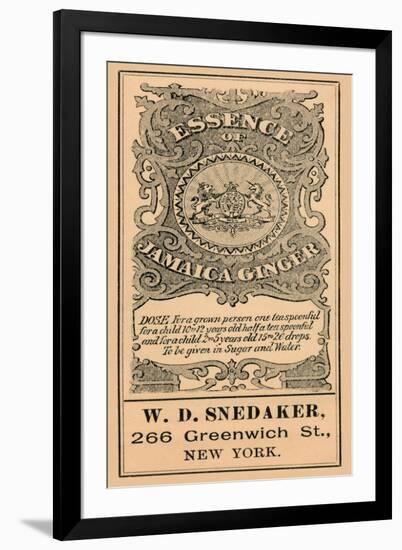 ESSENCE
OF
JAMAICA GINGER
DOSE For a grown person one teaspoonful
for a child 10 to 12 years old half a teaspoonful
and for a child 2 to 5 years old 15 to 20 drops.
To be given in Sugar and Water.
W. D. SNEDAKER,
266 Greenwich St.,
NEW YORK.